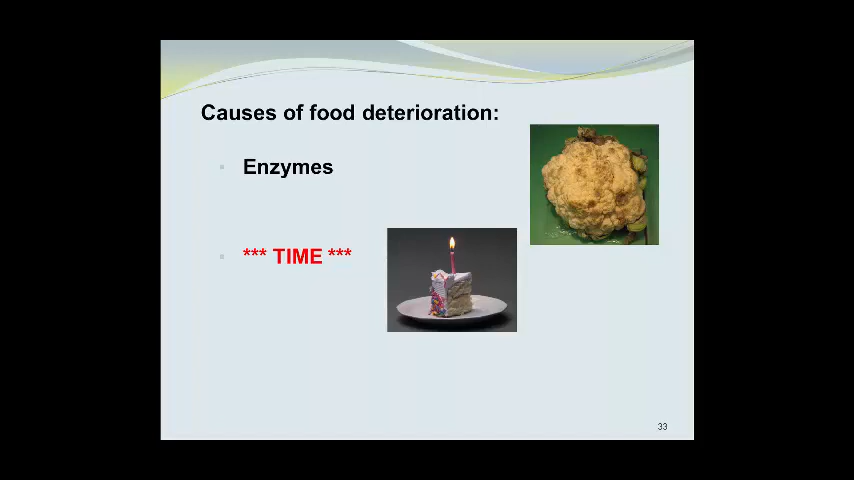 Causes of food deterioration:
Enzymes
*** TIME ***
33